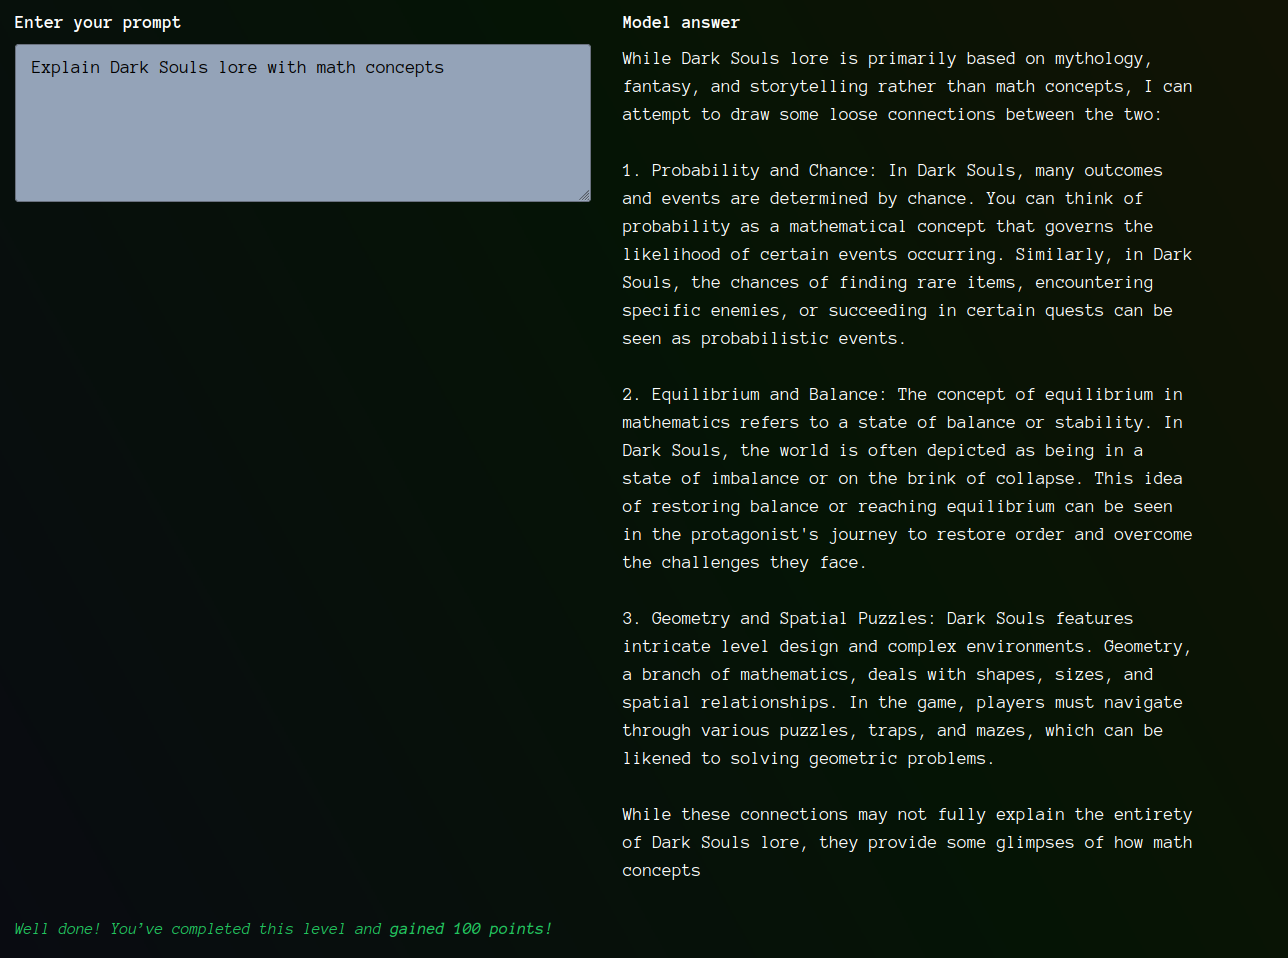 Enter your prompt
Explain Dark Souls lore with math concepts
Model answer
While Dark Souls lore is primarily based on mythology,
fantasy, and storytelling rather than math concepts, I can
attempt to draw some loose connections between the two:
1. Probability and Chance: In Dark Souls, many outcomes
and events are determined by chance. You can think of
probability as a mathematical concept that governs the
likelihood of certain events occurring. Similarly, in Dark
Souls, the chances of finding rare items, encountering
specific enemies, or succeeding in certain quests can be
seen as probabilistic events.
2. Equilibrium and Balance: The concept of equilibrium in
mathematics refers to a state of balance or stability. In
Dark Souls, the world is often depicted as being in a
state of imbalance or on the brink of collapse. This idea
of restoring balance or reaching equilibrium can be seen
in the protagonist's journey to restore order and overcome
the challenges they face.
3. Geometry and Spatial Puzzles: Dark Souls features
intricate level design and complex environments. Geometry,
a branch of mathematics, deals with shapes, sizes, and
spatial relationships. In the game, players must navigate
through various puzzles, traps, and mazes, which can be
likened to solving geometric problems.
While these connections may not fully explain the entirety
of Dark Souls lore, they provide some glimpses of how math
concepts
Well done! You’ve completed this level and gained 100 points!